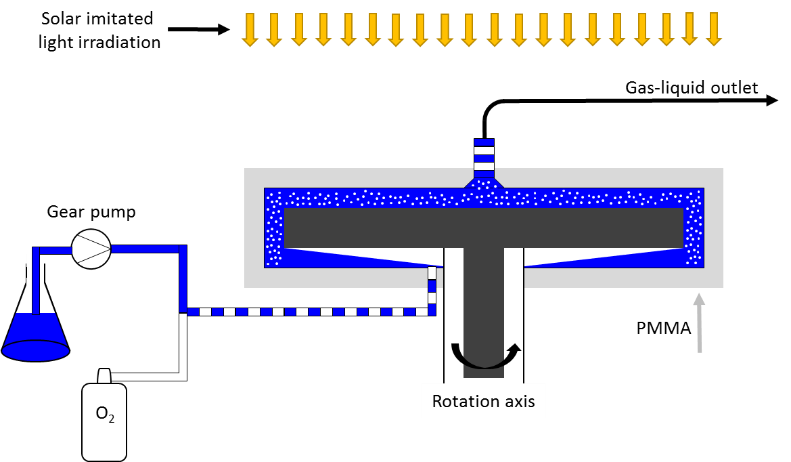 Solar imitated
light irradiation
Gas-liquid outlet
Gear pump
PMMA
O₂
Rotation axis